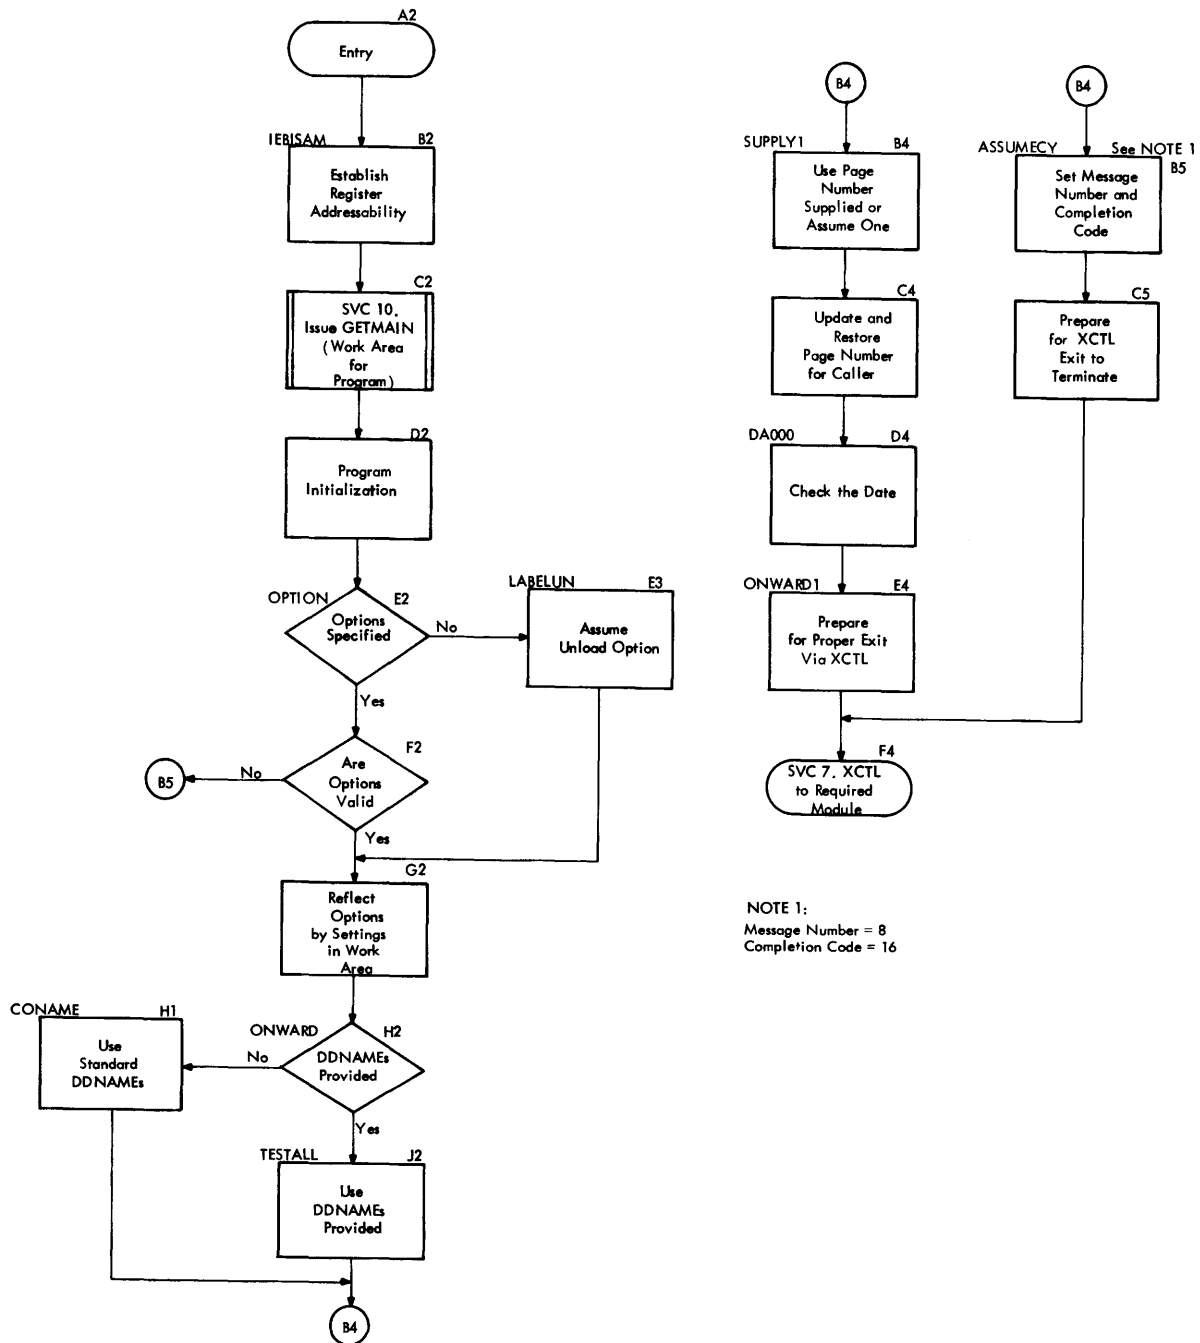 A2
Entry
IEBISAM
B2
Establish
Register
Addressability
C2
SVC 10.
Issue GETMAIN
(Work Area
for
Program)
D2
Program
Initialization
OPTION
E2
Options
Specified
No
Yes
LABELUN
E3
Assume
Unload Option
F2
Are
Options
Valid
No
B5
Yes
G2
Reflect
Options
by Settings
in Work
Area
ONWARD
H2
DDNAMEs
Provided
No
Yes
CONAME
H1
Use
Standard
DDNAMEs
TESTALL
J2
Use
DDNAMEs
Provided
B4
B4
SUPPLY1
B4
Use Page
Number
Supplied or
Assume One
C4
Update and
Restore
Page Number
for Caller
DA000
D4
Check the Date
ONWARD1
E4
Prepare
for Proper Exit
Via XCTL
F4
SVC 7. XCTL
to Required
Module
B4
ASSUMECY
See NOTE 1
B5
Set Message
Number and
Completion
Code
C5
Prepare
for XCTL
Exit to
Terminate
NOTE 1:
Message Number = 8
Completion Code = 16